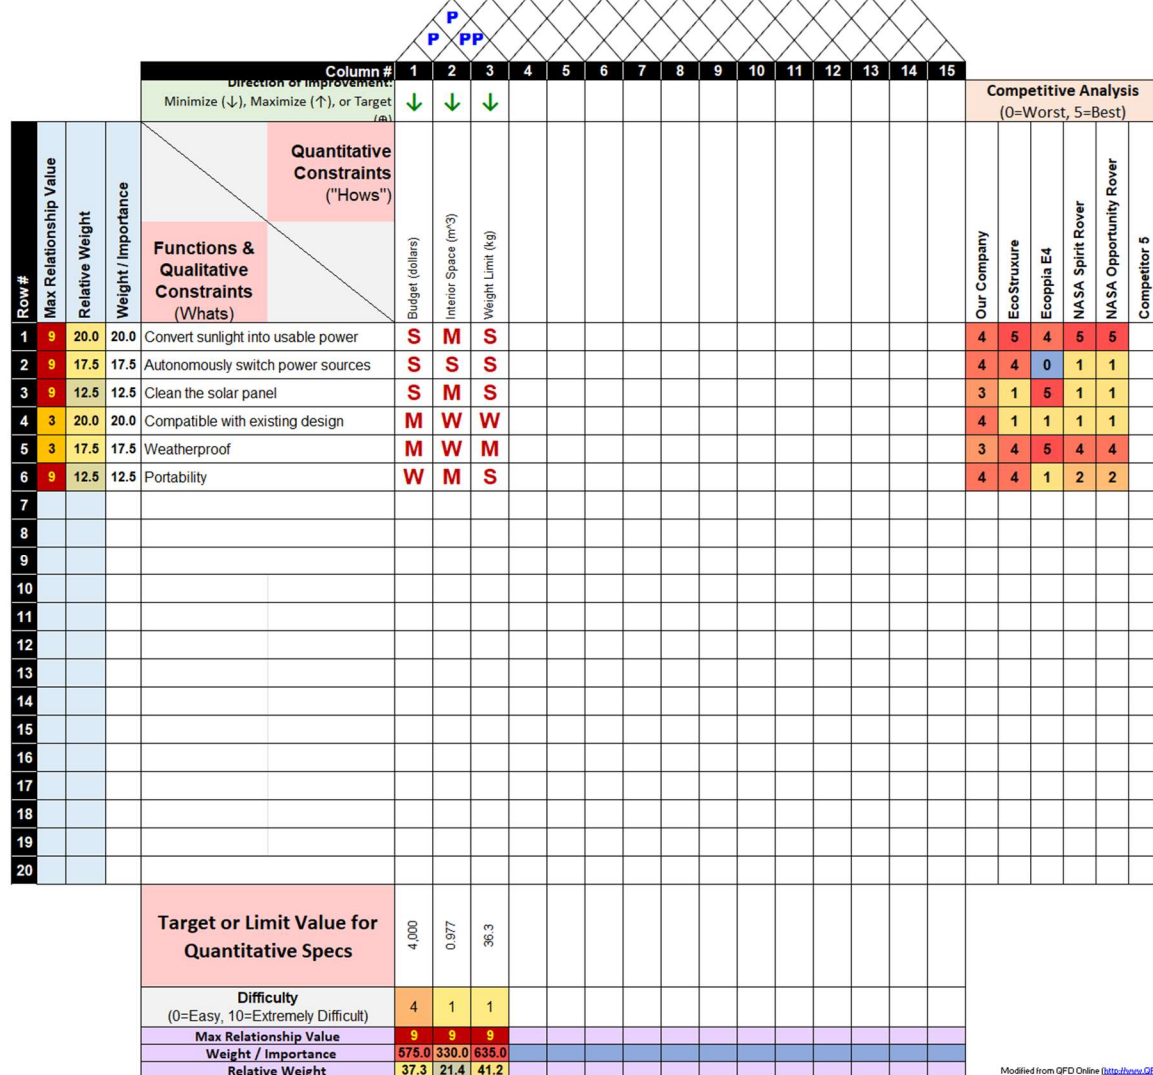 P
P PP
Column # 1 2 3 4 5 6 7 8 9 10 11 12 13 14 15
Direction of Improvement:
Minimize (↓), Maximize (↑), or Target
(⊕)
↓ ↓ ↓
Competitive Analysis
(0=Worst, 5=Best)
Row #
Max Relationship Value
Relative Weight
Weight / Importance
Quantitative
Constraints
("Hows")
Functions &
Qualitative
Constraints
(Whats)
Budget (dollars)
Interior Space (m^3)
Weight Limit (kg)
Our Company
EcoStruxure
Ecoppia E4
NASA Spirit Rover
NASA Opportunity Rover
Competitor 5
1 9 20.0 20.0 Convert sunlight into usable power S M S 4 5 4 5 5
2 9 17.5 17.5 Autonomously switch power sources S S S 4 4 0 1 1
3 9 12.5 12.5 Clean the solar panel S M S 3 1 5 1 1
4 3 20.0 20.0 Compatible with existing design M W W 4 1 1 1 1
5 3 17.5 17.5 Weatherproof M W M 3 4 5 4 4
6 9 12.5 12.5 Portability W M S 4 4 1 2 2
7
8
9
10
11
12
13
14
15
16
17
18
19
20
Target or Limit Value for
Quantitative Specs
4,000
0.977
36.3
Difficulty
(0=Easy, 10=Extremely Difficult)
4 1 1
Max Relationship Value 9 9 9
Weight / Importance 575.0 330.0 635.0
Relative Weight 37.3 21.4 41.2
Modified from QFD Online (http://www.QF